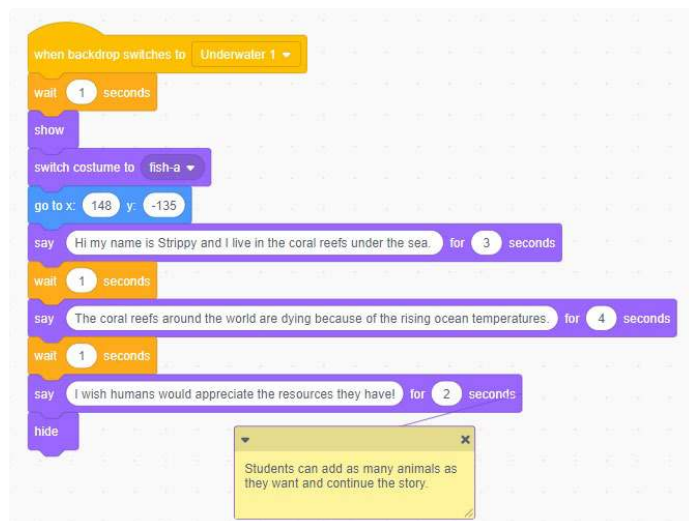 when backdrop switches to Underwater 1
wait 1 seconds
show
switch costume to fish-a
go to x: 148 y: -135
say Hi my name is Strippy and I live in the coral reefs under the sea. for 3 seconds
wait 1 seconds
say The coral reefs around the world are dying because of the rising ocean temperatures. for 4 seconds
wait 1 seconds
say I wish humans would appreciate the resources they have! for 2 seconds
hide
Students can add as many animals as
they want and continue the story.